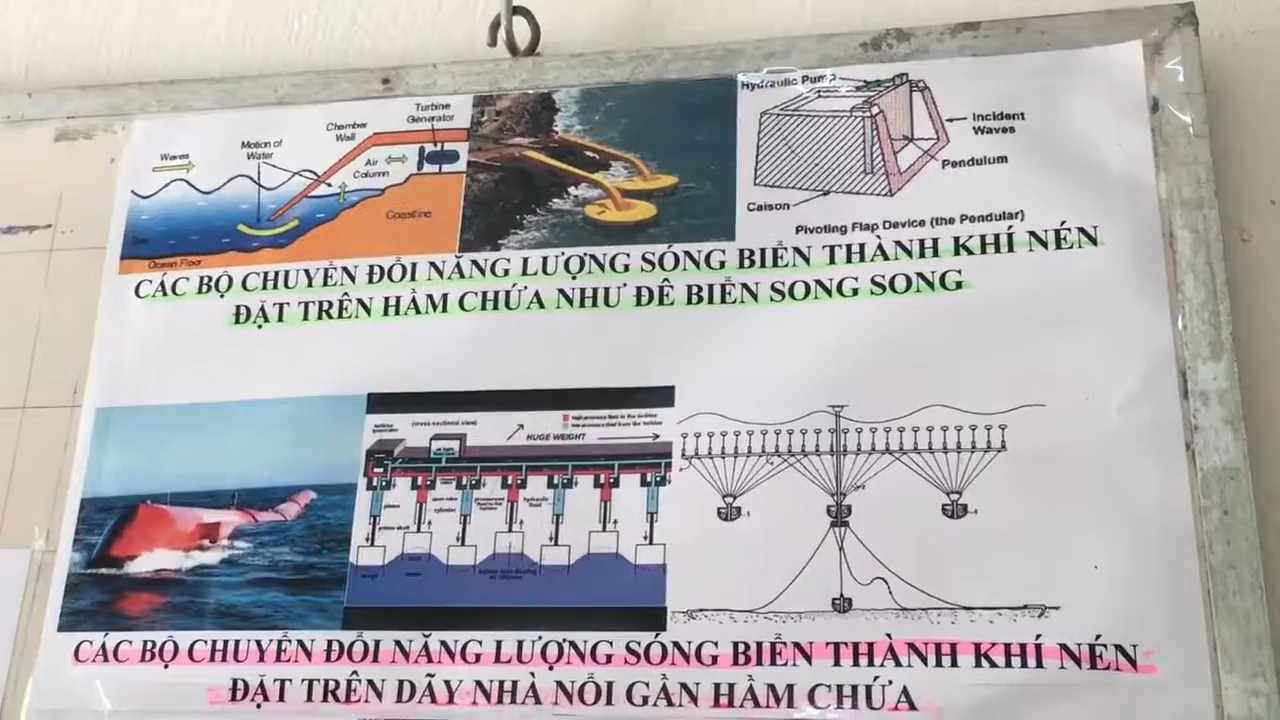 Turbine
Generator
Chamber
Wall
Motion of
Water
Waves
Air
Column
Coastline
Ocean Floor
Hydraulic Pump
Incident
Waves
Pendulum
Caison
Pivoting Flap Device (the Pendular)
CÁC BỘ CHUYỂN ĐỔI NĂNG LƯỢNG SÓNG BIỂN THÀNH KHÍ NÉN
ĐẶT TRÊN HẦM CHỨA NHƯ ĐÊ BIỂN SONG SONG
(cross-sectional view)
HUGE WEIGHT
CÁC BỘ CHUYỂN ĐỔI NĂNG LƯỢNG SÓNG BIỂN THÀNH KHÍ NÉN
ĐẶT TRÊN DÃY NHÀ NỔI GẦN HẦM CHỨA